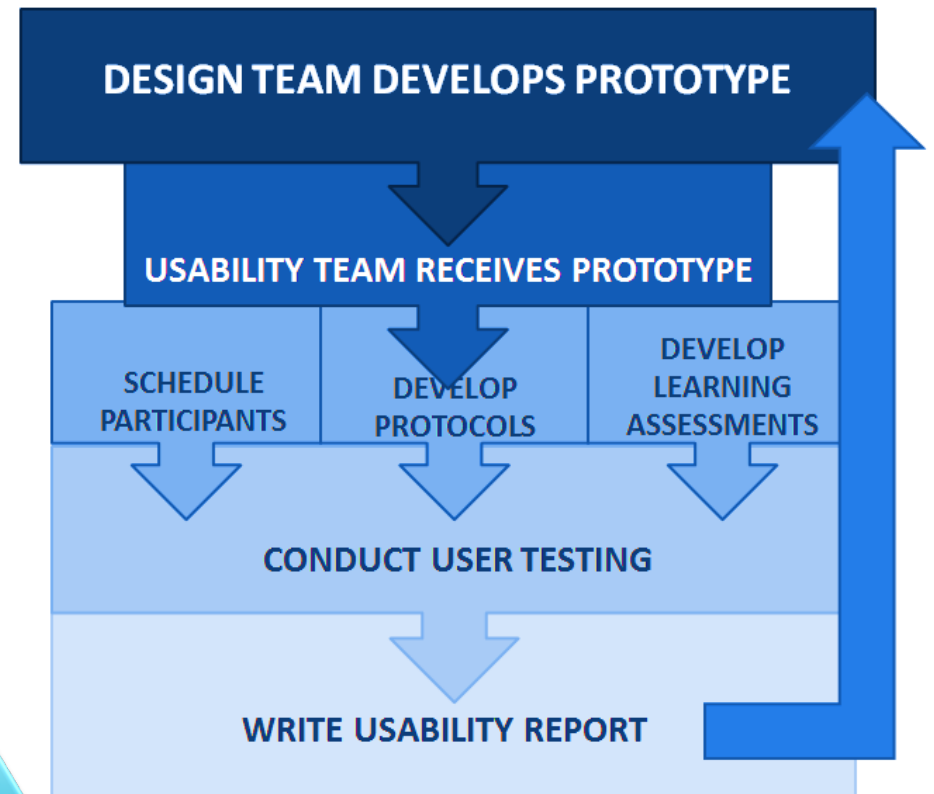 DESIGN TEAM DEVELOPS PROTOTYPE
USABILITY TEAM RECEIVES PROTOTYPE
SCHEDULE
PARTICIPANTS
DEVELOP
PROTOCOLS
DEVELOP
LEARNING
ASSESSMENTS
CONDUCT USER TESTING
WRITE USABILITY REPORT